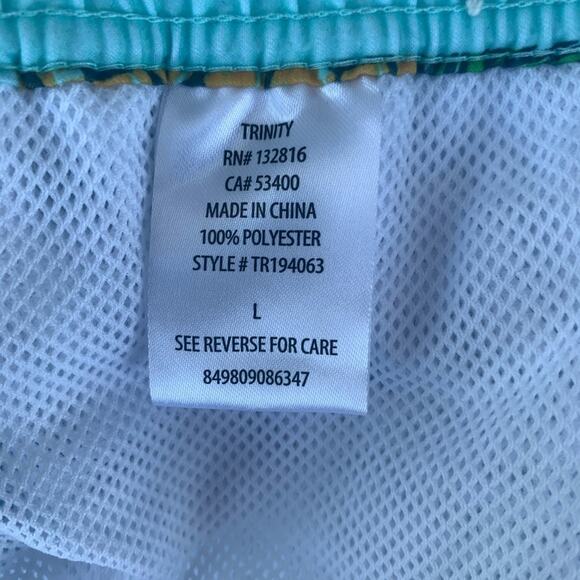 TRINITY
RN# 132816
CA# 53400
MADE IN CHINA
100% POLYESTER
STYLE # TR194063
L
SEE REVERSE FOR CARE
849809086347